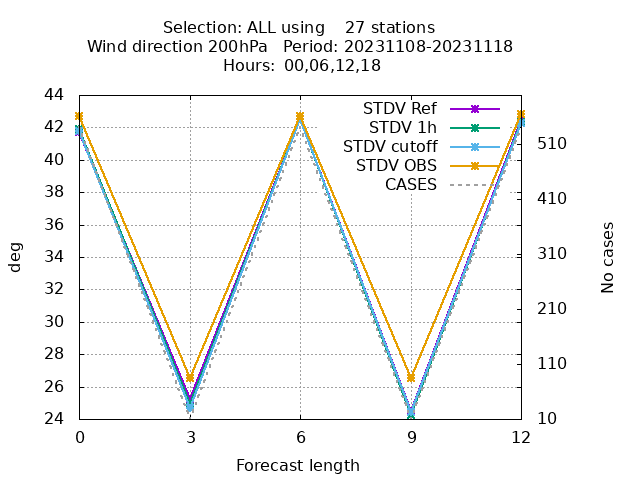 Selection: ALL using    27 stations
Wind direction 200hPa   Period: 20231108-20231118
Hours: 00,06,12,18
STDV Ref
STDV 1h
STDV cutoff
STDV OBS
CASES
44
42
40
38
36
34
32
30
28
26
24
deg
510
410
310
210
110
10
No cases
0 3 6 9 12
Forecast length